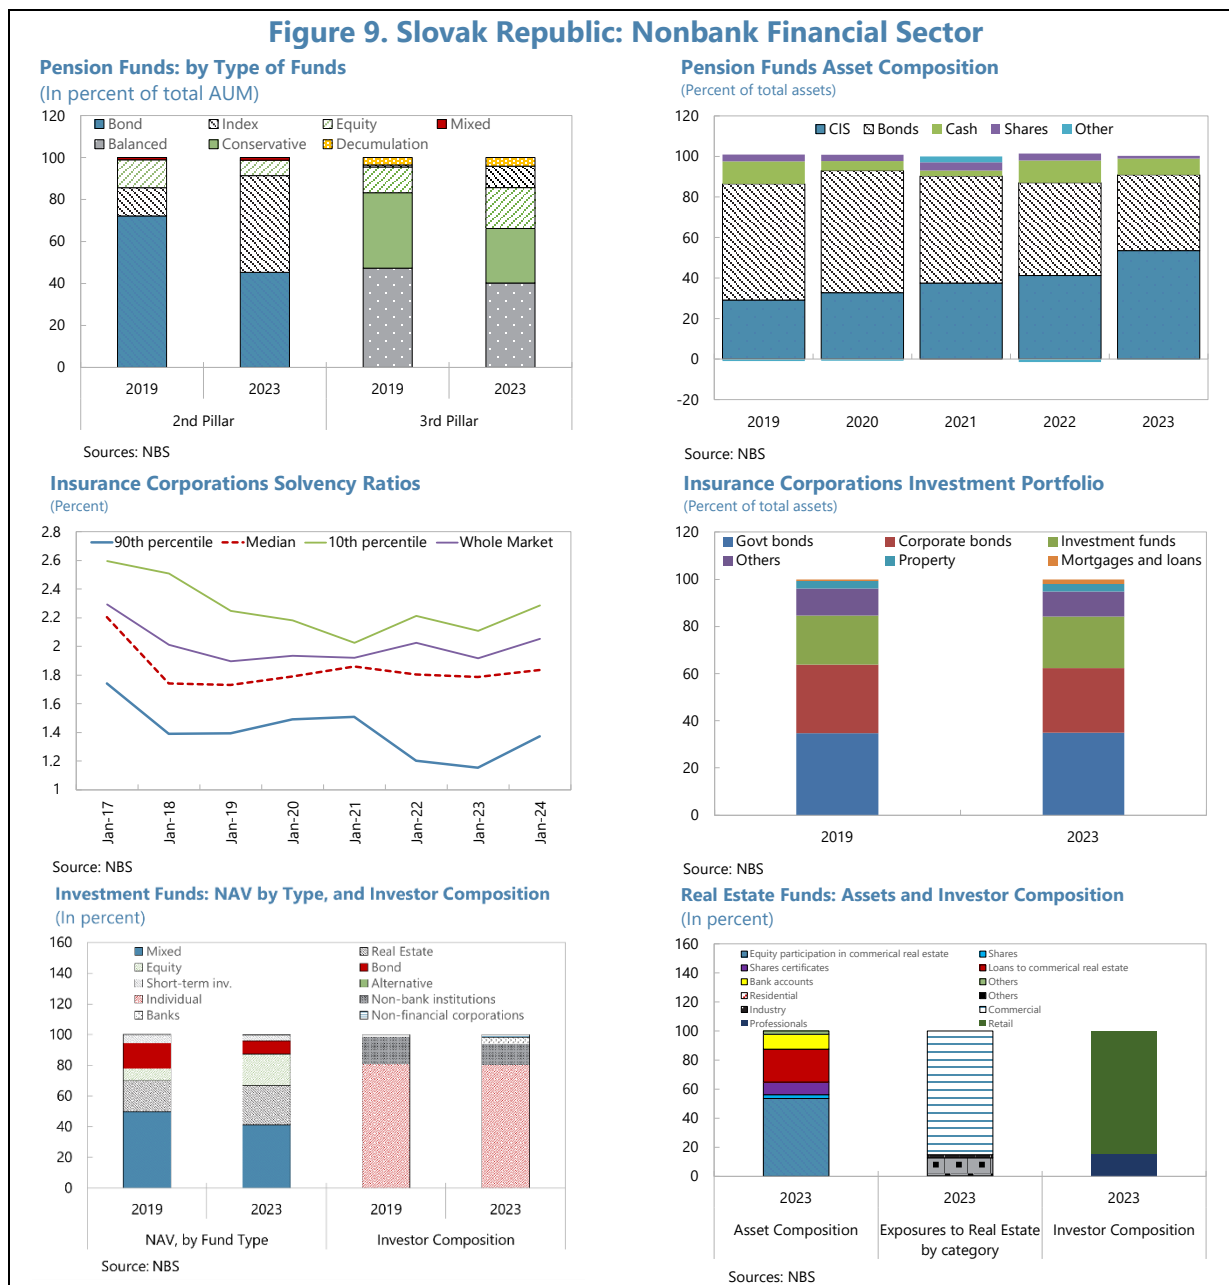 Figure 9. Slovak Republic: Nonbank Financial Sector
Pension Funds: by Type of Funds
(In percent of total AUM)
120
100
80
60
40
20
0
Bond
Index
Equity
Mixed
Balanced
Conservative
Decumulation
2019
2023
2019
2023
2nd Pillar
3rd Pillar
Sources: NBS
Pension Funds Asset Composition
(Percent of total assets)
120
100
80
60
40
20
0
-20
CIS
Bonds
Cash
Shares
Other
2019
2020
2021
2022
2023
Source: NBS
Insurance Corporations Solvency Ratios
(Percent)
2.8
2.6
2.4
2.2
2
1.8
1.6
1.4
1.2
1
90th percentile
Median
10th percentile
Whole Market
Jan-17
Jan-18
Jan-19
Jan-20
Jan-21
Jan-22
Jan-23
Jan-24
Source: NBS
Insurance Corporations Investment Portfolio
(Percent of total assets)
120
100
80
60
40
20
0
Govt bonds
Corporate bonds
Investment funds
Others
Property
Mortgages and loans
2019
2023
Source: NBS
Investment Funds: NAV by Type, and Investor Composition
(In percent)
160
140
120
100
80
60
40
20
0
Mixed
Real Estate
Equity
Bond
Short-term inv.
Alternative
Individual
Non-bank institutions
Banks
Non-financial corporations
2019
2023
2019
2023
NAV, by Fund Type
Investor Composition
Source: NBS
Real Estate Funds: Assets and Investor Composition
(In percent)
160
140
120
100
80
60
40
20
0
Equity participation in commerical real estate
Shares
Shares certificates
Loans to commerical real estate
Bank accounts
Others
Residential
Others
Industry
Commercial
Professionals
Retail
2023
2023
2023
Asset Composition
Exposures to Real Estate
by category
Investor Composition
Sources: NBS